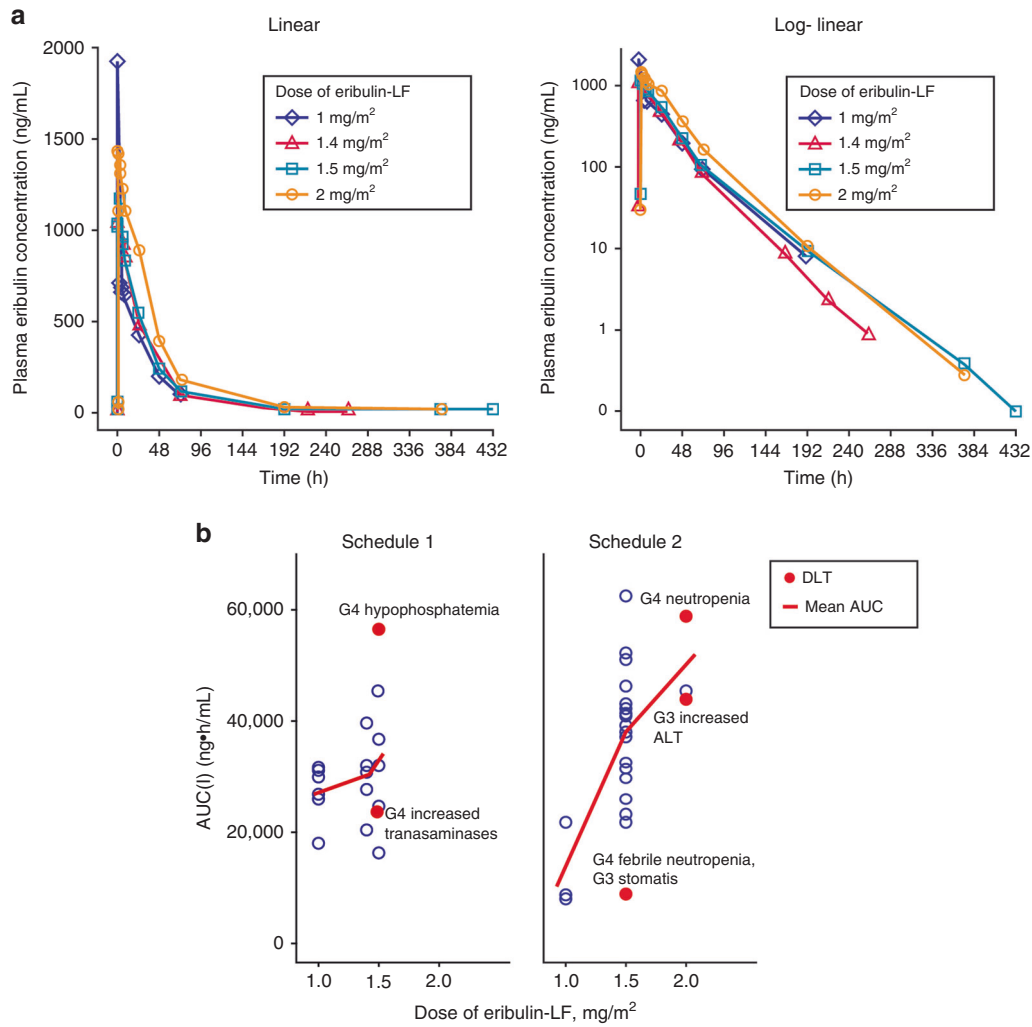 a
Linear
Plasma eribulin concentration (ng/mL)
2000
1500
1000
500
0
Dose of eribulin-LF
1 mg/m²
1.4 mg/m²
1.5 mg/m²
2 mg/m²
0 48 96 144 192 240 288 336 384 432
Time (h)
Log- linear
Plasma eribulin concentration (ng/mL)
1000
100
10
1
0
Dose of eribulin-LF
1 mg/m²
1.4 mg/m²
1.5 mg/m²
2 mg/m²
0 48 96 144 192 240 288 336 384 432
Time (h)
b
Schedule 1
AUC(I) (ng•h/mL)
60,000
40,000
20,000
0
G4 hypophosphatemia
G4 increased
tranasaminases
1.0 1.5 2.0
Schedule 2
G4 neutropenia
G3 increased
ALT
G4 febrile neutropenia,
G3 stomatis
1.0 1.5 2.0
DLT
Mean AUC
Dose of eribulin-LF, mg/m²